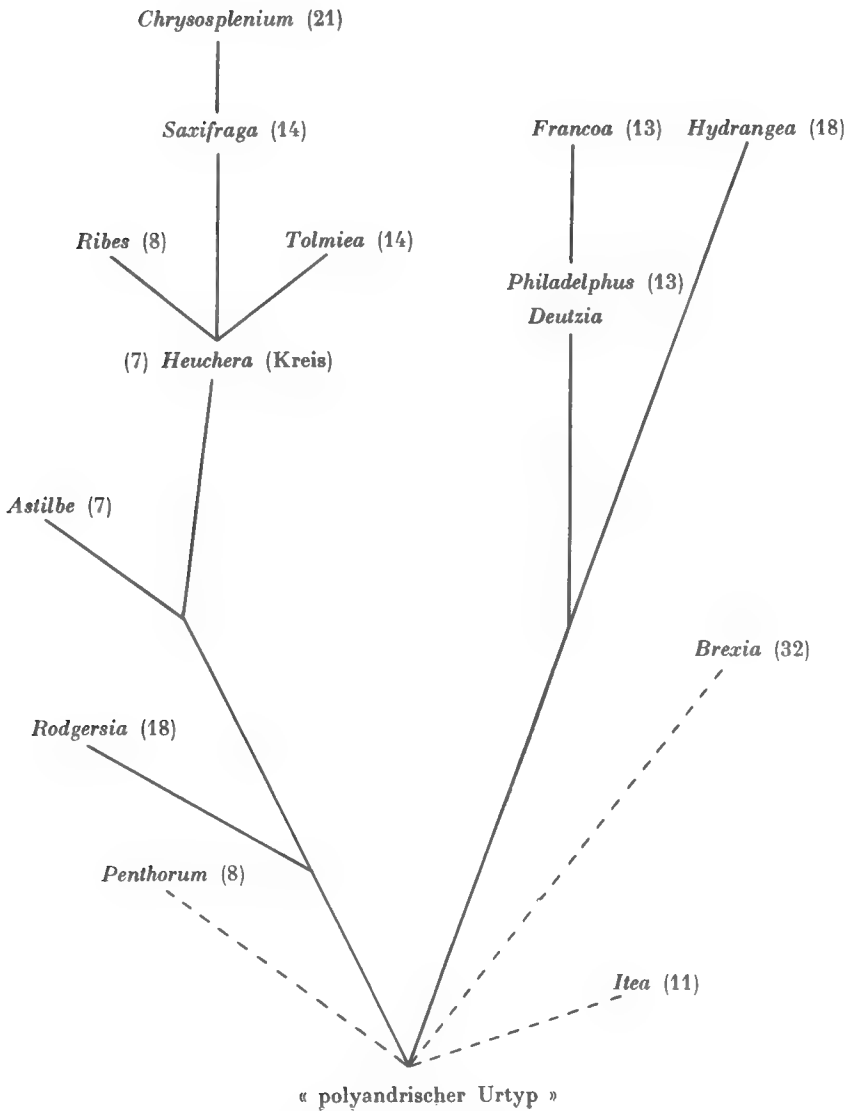 Chrysosplenium (21)
Saxifraga (14)
Francoa (13) Hydrangea (18)
Ribes (8)
Tolmiea (14)
Philadelphus (13)
Deutzia
(7) Heuchera (Kreis)
Astilbe (7)
Brexia (32)
Rodgersia (18)
Penthorum (8)
Itea (11)
« polyandrischer Urtyp »